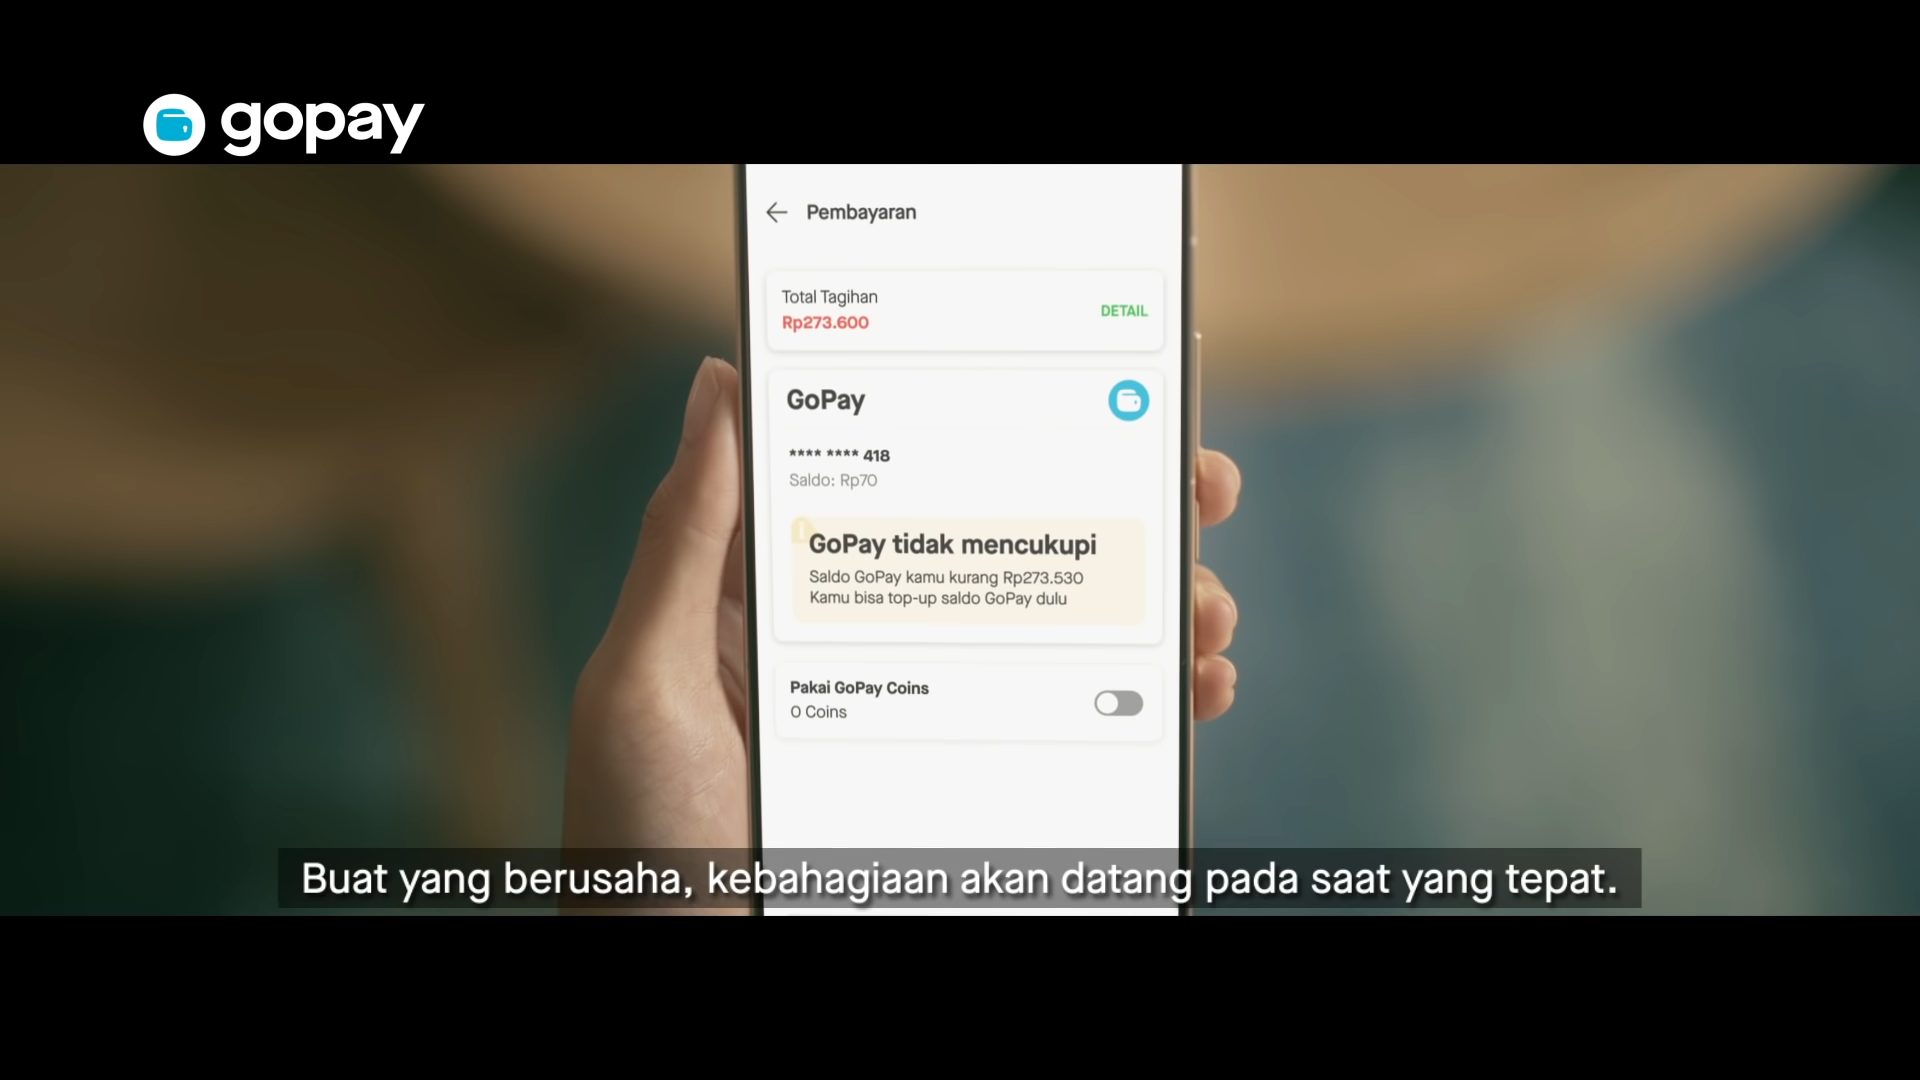 gopay
Pembayaran
Total Tagihan
Rp273.600
DETAIL
GoPay
**** **** 418
Saldo: Rp70
GoPay tidak mencukupi
Saldo GoPay kamu kurang Rp273.530
Kamu bisa top-up saldo GoPay dulu
Pakai GoPay Coins
0 Coins
Buat yang berusaha, kebahagiaan akan datang pada saat yang tepat.